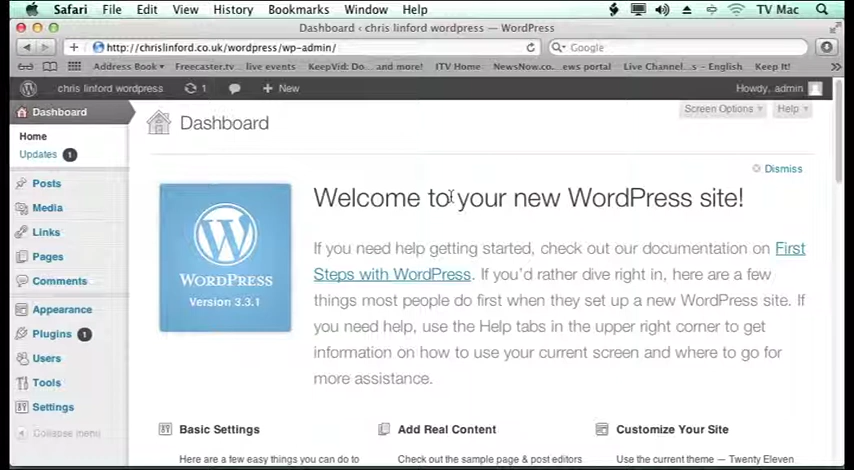 Safari File Edit View History Bookmarks Window Help TV Mac
Dashboard ‹ chris linford wordpress — WordPress
http://chrislinford.co.uk/wordpress/wp-admin/ Google
Address Book Freecaster.tv live events KeepVid: Do... and more! ITV Home NewsNow.co... ews portal Live Channel... s - English Keep It!
chris linford wordpress 1 + New Howdy, admin
Dashboard
Screen Options Help
Dashboard
Home
Updates 1
Dismiss
Posts
Media
Links
Pages
Comments
Appearance
Plugins 1
Users
Tools
Settings
Collapse menu
WORDPRESS
Version 3.3.1
Welcome to your new WordPress site!
If you need help getting started, check out our documentation on First
Steps with WordPress. If you'd rather dive right in, here are a few
things most people do first when they set up a new WordPress site. If
you need help, use the Help tabs in the upper right corner to get
information on how to use your current screen and where to go for
more assistance.
Basic Settings
Here are a few easy things you can do to
Add Real Content
Check out the sample page & post editors
Customize Your Site
Use the current theme — Twenty Eleven